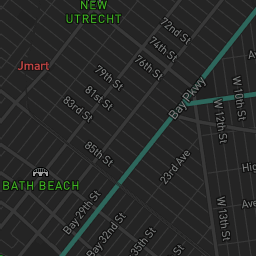 NEW
UTRECHT
72nd St
74th St
76th St
Jmart
79th St
81st St
83rd St
Bay Pkwy
W 10th St
W 12th St
85th St
23rd Ave
BATH BEACH
Bay 29th St
W 13th St
Bay 32nd St
35th St